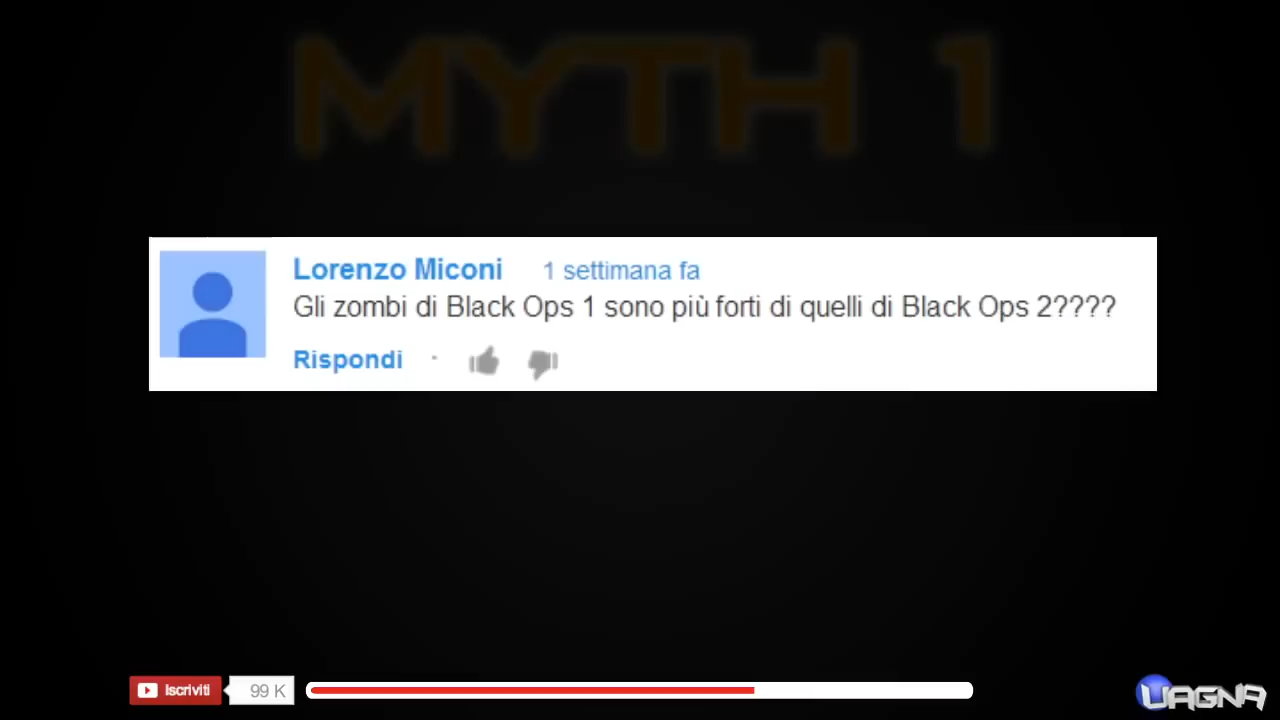 MYTH 1
Lorenzo Miconi 1 settimana fa
Gli zombi di Black Ops 1 sono più forti di quelli di Black Ops 2????
Rispondi
Iscriviti 99 K
UAGNA